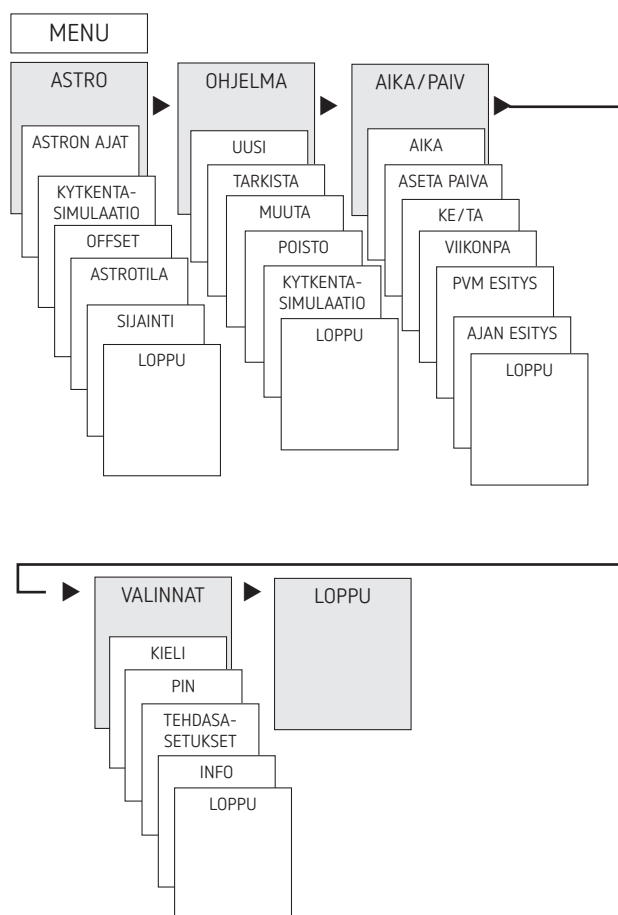 MENU
ASTRO
ASTRON AJAT
KYTKENTA-
SIMULAATIO
OFFSET
ASTROTILA
SIJAINTI
LOPPU
OHJELMA
UUSI
TARKISTA
MUUTA
POISTO
KYTKENTA-
SIMULAATIO
LOPPU
AIKA/PAIV
AIKA
ASETA PAIVA
KE/TA
VIIKONPA
PVM ESITYS
AJAN ESITYS
LOPPU
VALINNAT
KIELI
PIN
TEHDASA-
SETUKSET
INFO
LOPPU
LOPPU